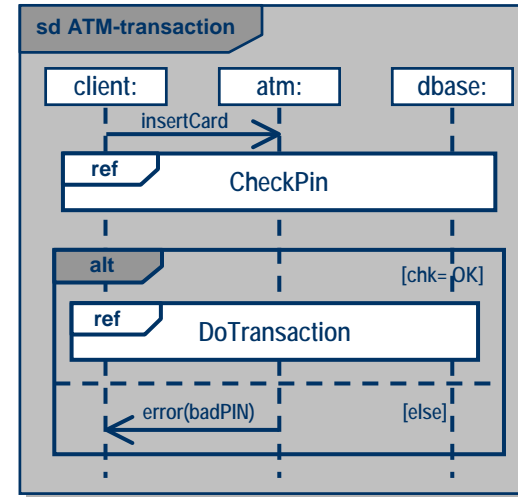 sd ATM-transaction
client: atm: dbase:
insertCard
ref
CheckPin
alt
[chk= OK]
ref
DoTransaction
error(badPIN) [else]